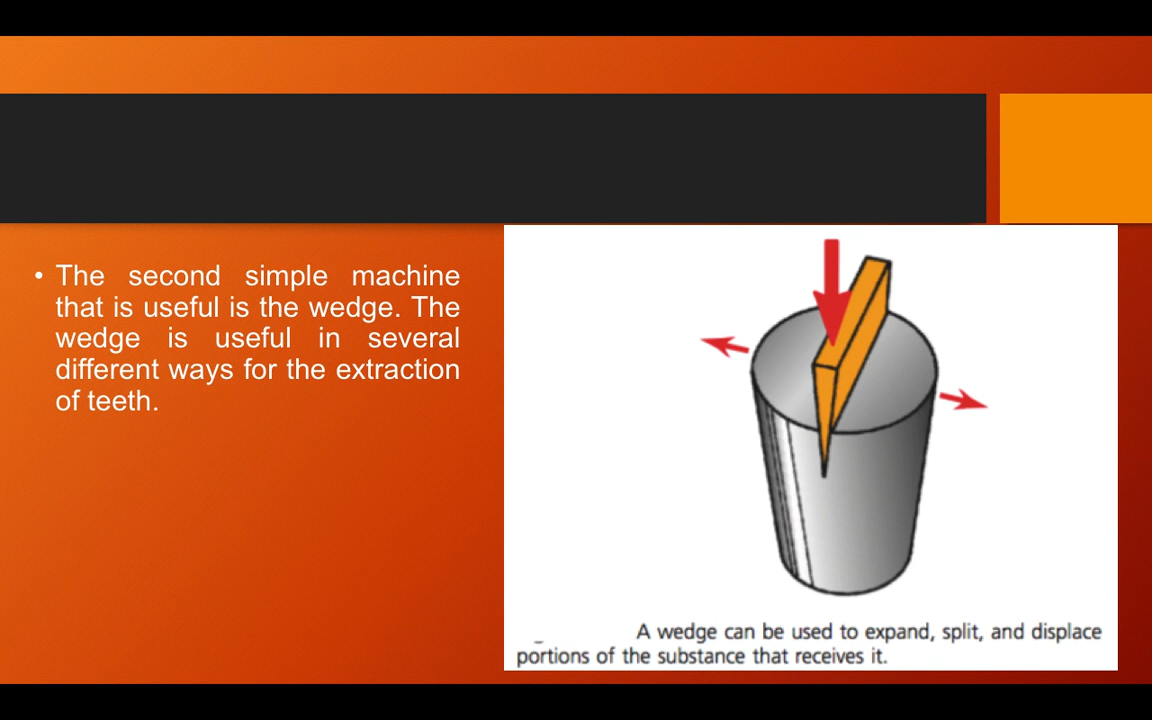 • The second simple machine
that is useful is the wedge. The
wedge is useful in several
different ways for the extraction
of teeth.
A wedge can be used to expand, split, and displace
portions of the substance that receives it.